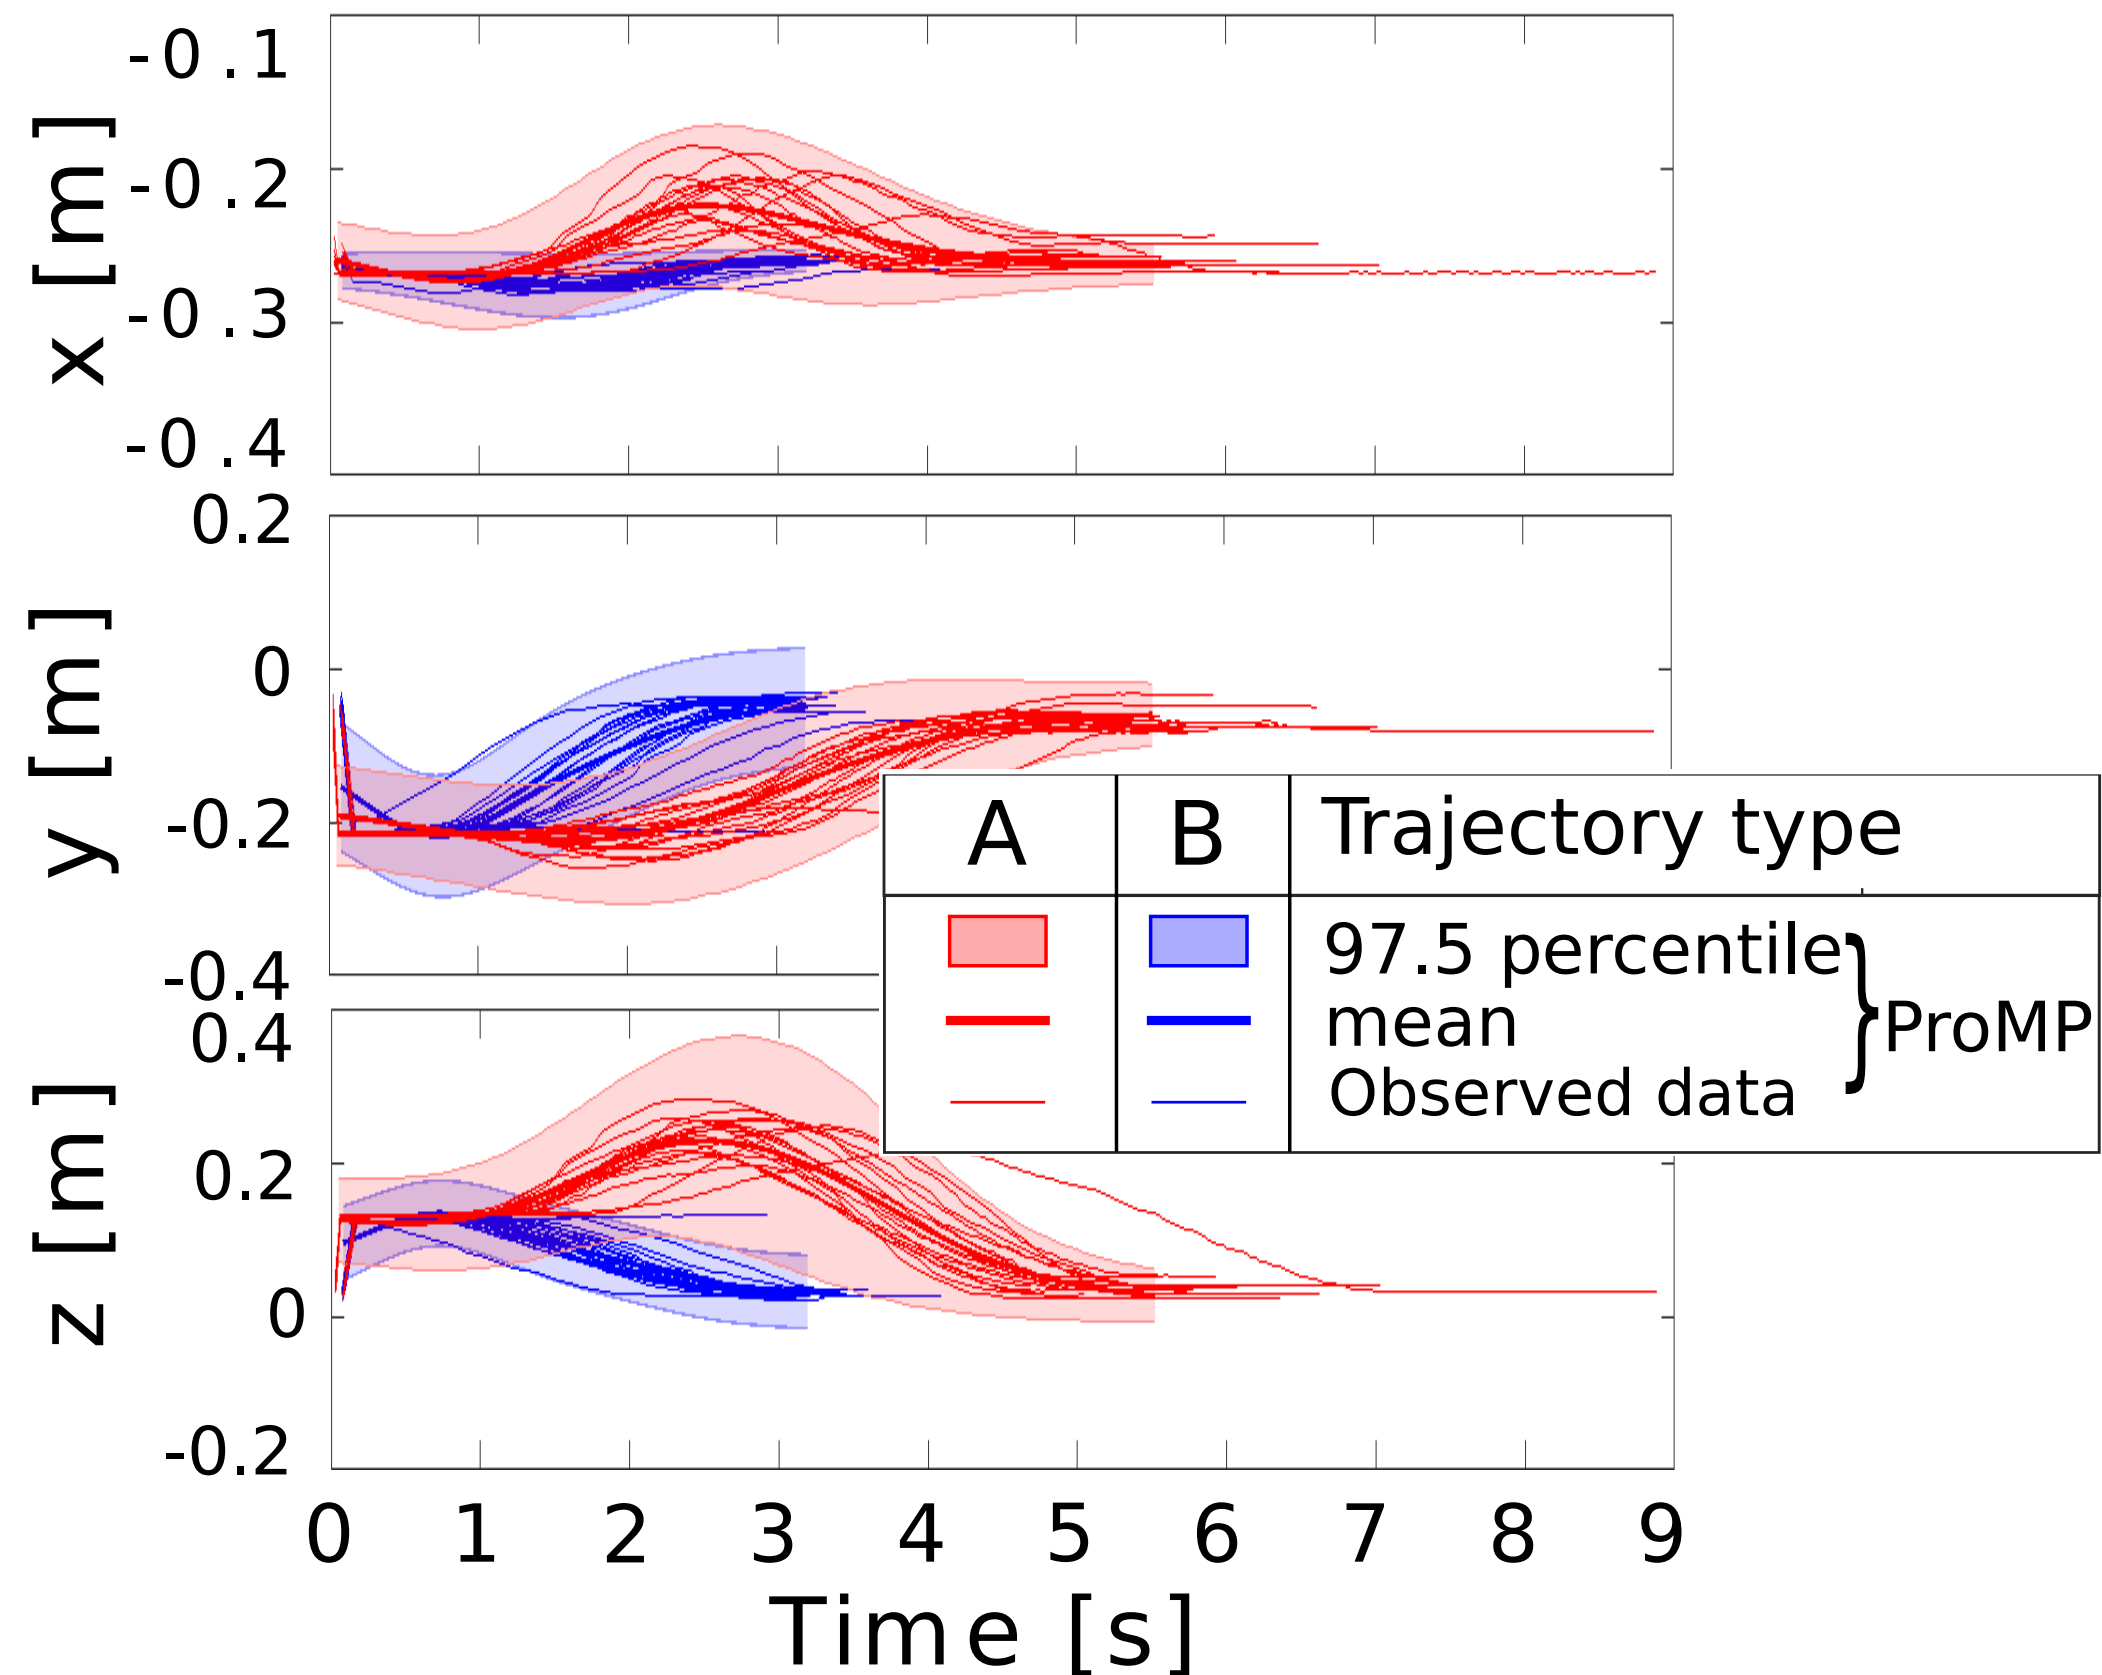 x [m]
-0.1
-0.2
-0.3
-0.4
y [m]
0.2
0
-0.2
-0.4
z [m]
0.4
0.2
0
-0.2
0 1 2 3 4 5 6 7 8 9
Time [s]
A B Trajectory type
97.5 percentile
mean
Observed data
ProMP